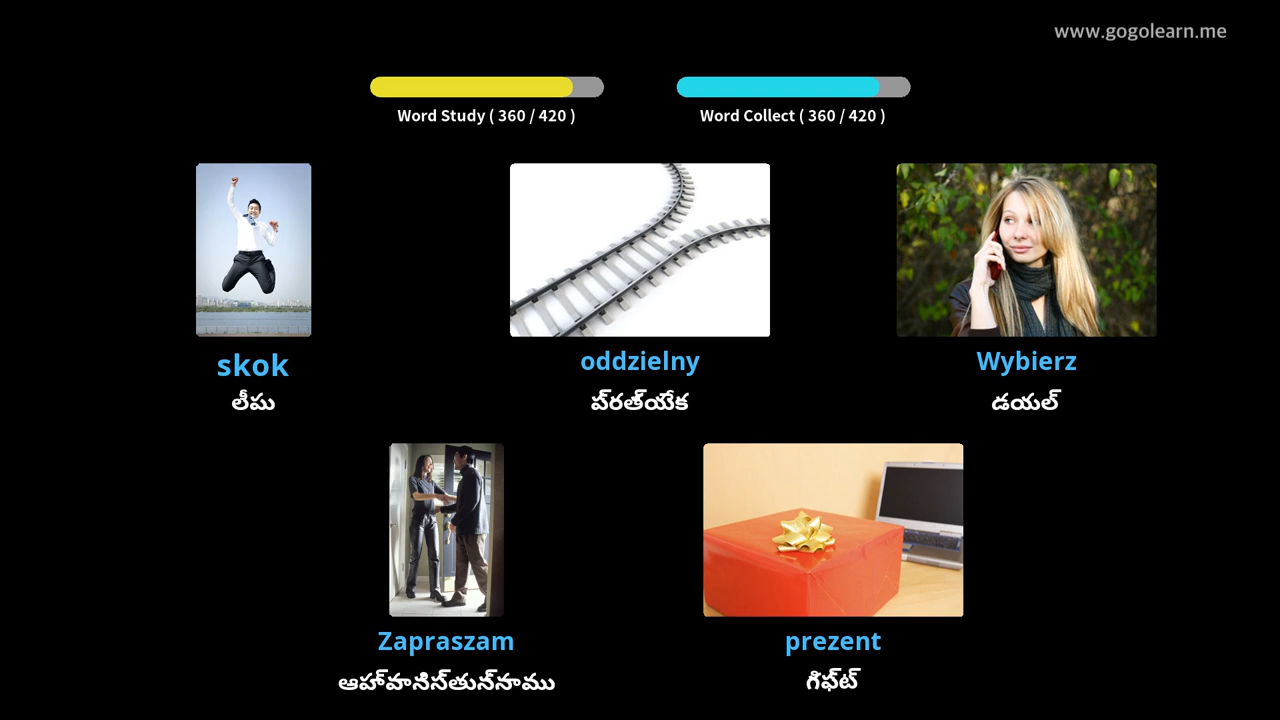 www.gogolearn.me
Word Study ( 360 / 420 )
Word Collect ( 360 / 420 )
skok
oddzielny
Wybierz
లీపు
ప్రత్యేక
డయల్
Zapraszam
prezent
ఆహ్వానిస్తున్నాము
గిఫ్ట్